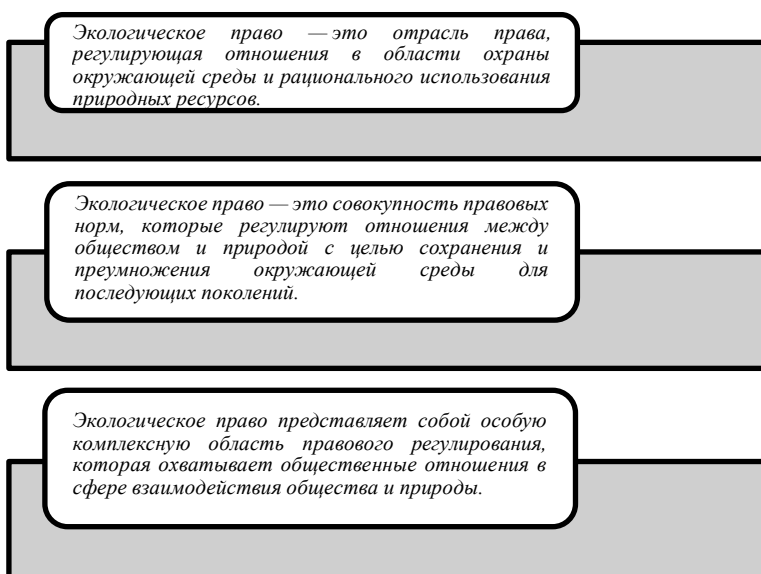 Экологическое право — это отрасль права,
регулирующая отношения в области охраны
окружающей среды и рационального использования
природных ресурсов.
Экологическое право — это совокупность правовых
норм, которые регулируют отношения между
обществом и природой с целью сохранения и
преумножения окружающей среды для
последующих поколений.
Экологическое право представляет собой особую
комплексную область правового регулирования,
которая охватывает общественные отношения в
сфере взаимодействия общества и природы.